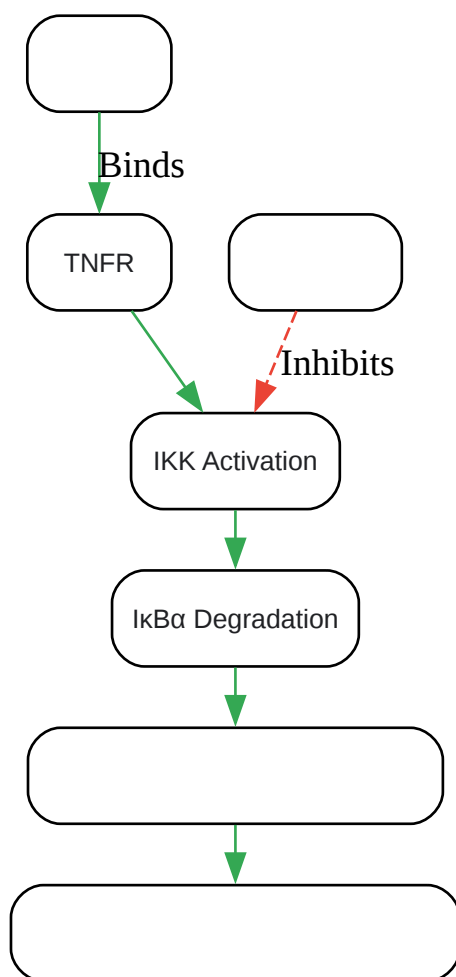 Binds
TNFR
Inhibits
IKK Activation
IκBα Degradation